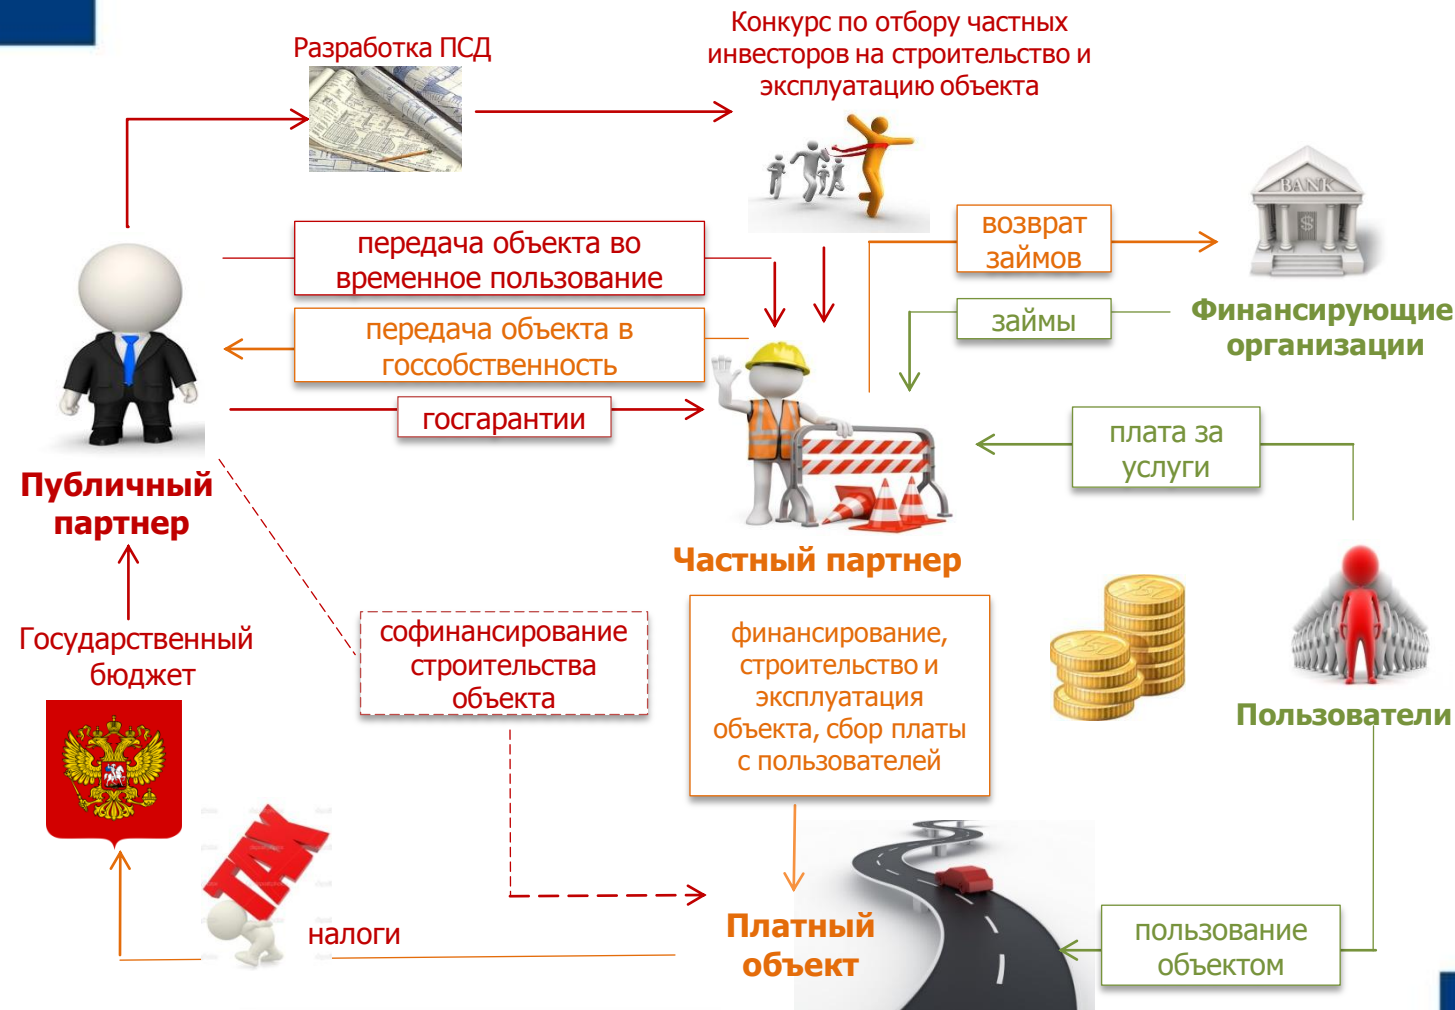 Разработка ПСД
Конкурс по отбору частных
инвесторов на строительство и
эксплуатацию объекта
передача объекта во
временное пользование
передача объекта в
госсобственность
госгарантии
возврат
займов
займы
BANK
$
Финансирующие
организации
плата за
услуги
Публичный
партнер
Частный партнер
Государственный
бюджет
софинансирование
строительства
объекта
финансирование,
строительство и
эксплуатация
объекта, сбор платы
с пользователей
Пользователи
TAX
налоги
Платный
объект
пользование
объектом